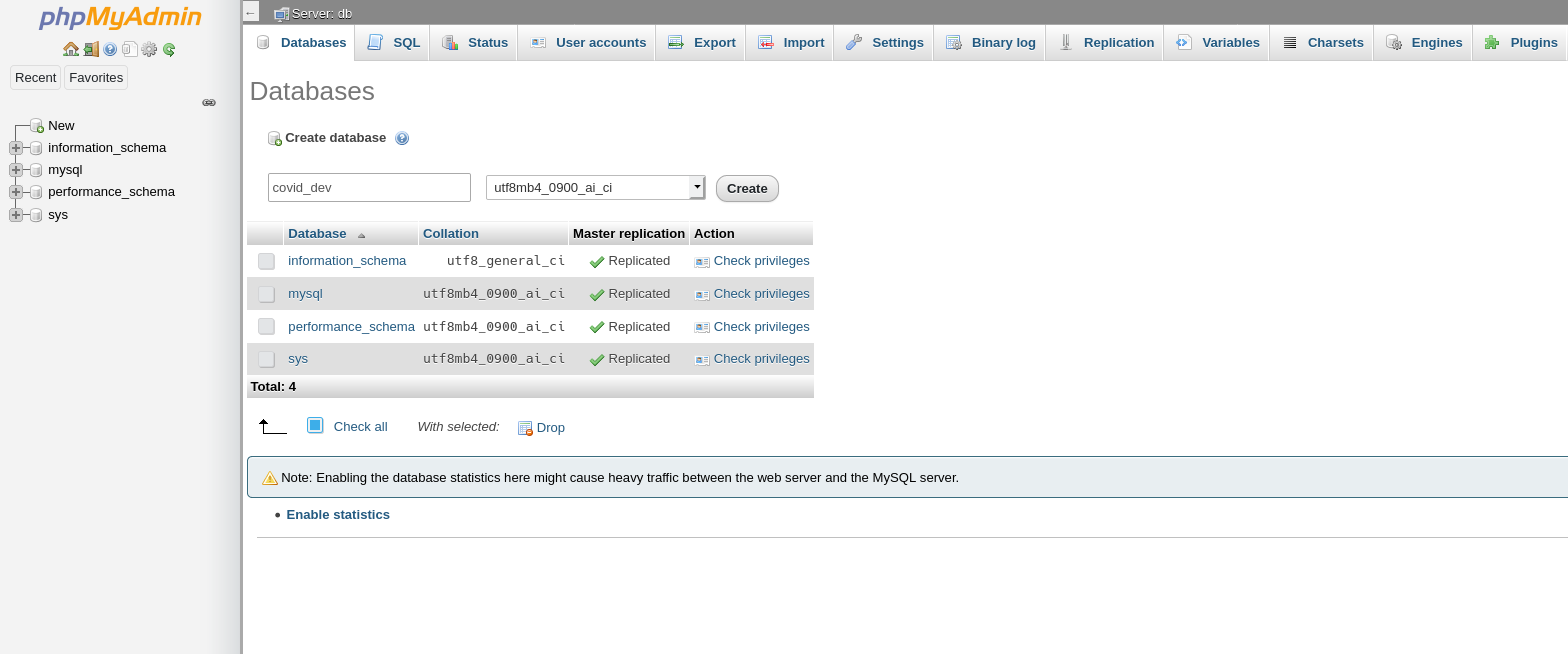 phpMyAdmin
Recent Favorites
New
information_schema
mysql
performance_schema
sys
← Server: db
Databases SQL Status User accounts Export Import Settings Binary log Replication Variables Charsets Engines Plugins
Databases
Create database
covid_dev utf8mb4_0900_ai_ci Create
Database Collation Master replication Action
information_schema utf8_general_ci Replicated Check privileges
mysql utf8mb4_0900_ai_ci Replicated Check privileges
performance_schema utf8mb4_0900_ai_ci Replicated Check privileges
sys utf8mb4_0900_ai_ci Replicated Check privileges
Total: 4
Check all With selected: Drop
Note: Enabling the database statistics here might cause heavy traffic between the web server and the MySQL server.
• Enable statistics